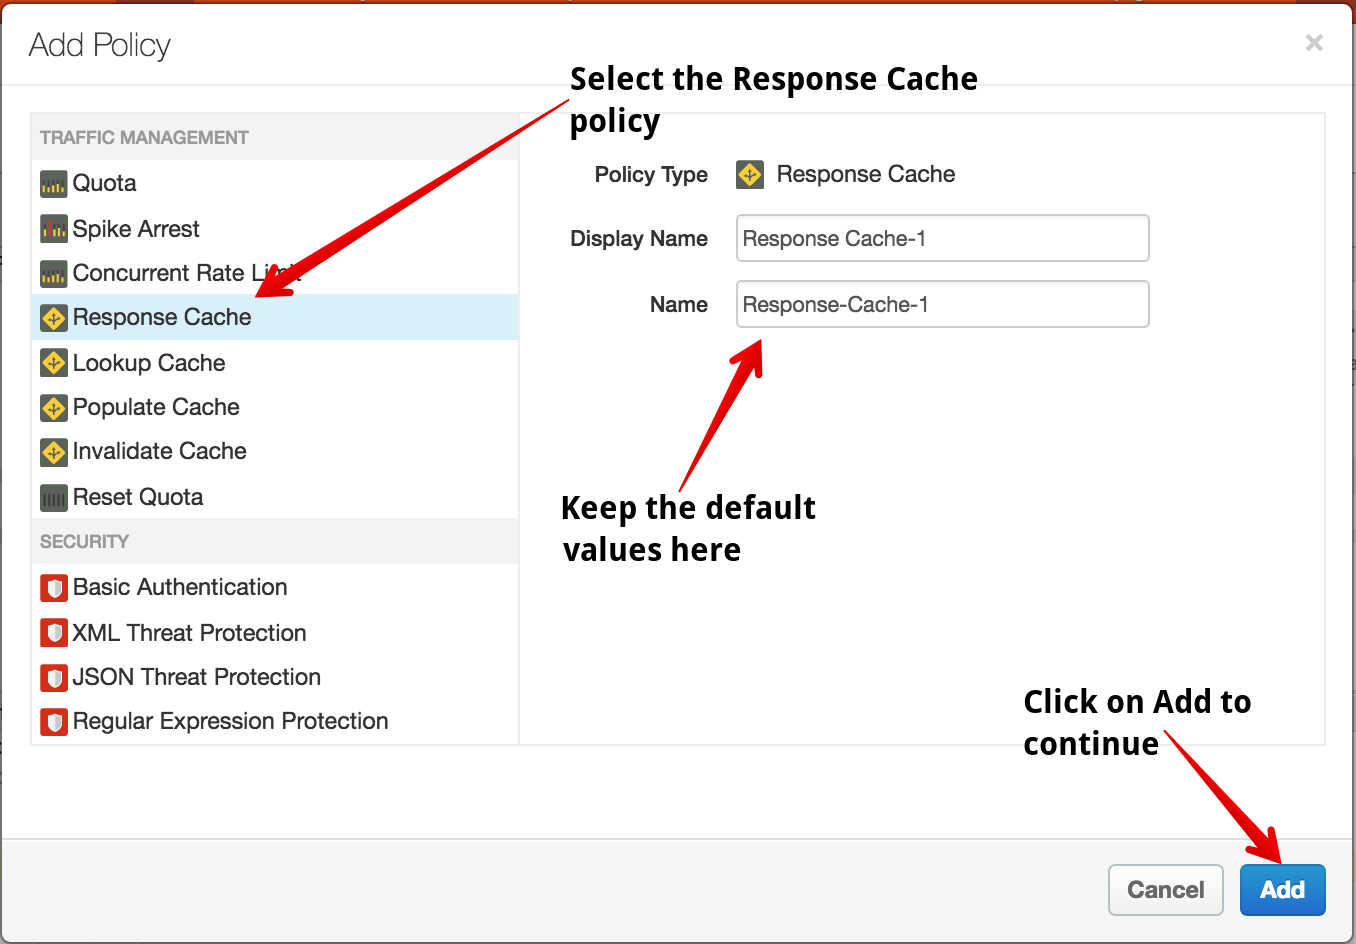 Add Policy
×
Select the Response Cache
policy
TRAFFIC MANAGEMENT
Quota
Spike Arrest
Concurrent Rate Limit
Response Cache
Lookup Cache
Populate Cache
Invalidate Cache
Reset Quota
SECURITY
Basic Authentication
XML Threat Protection
JSON Threat Protection
Regular Expression Protection
Policy Type Response Cache
Display Name Response Cache-1
Name Response-Cache-1
Keep the default
values here
Click on Add to
continue
Cancel Add